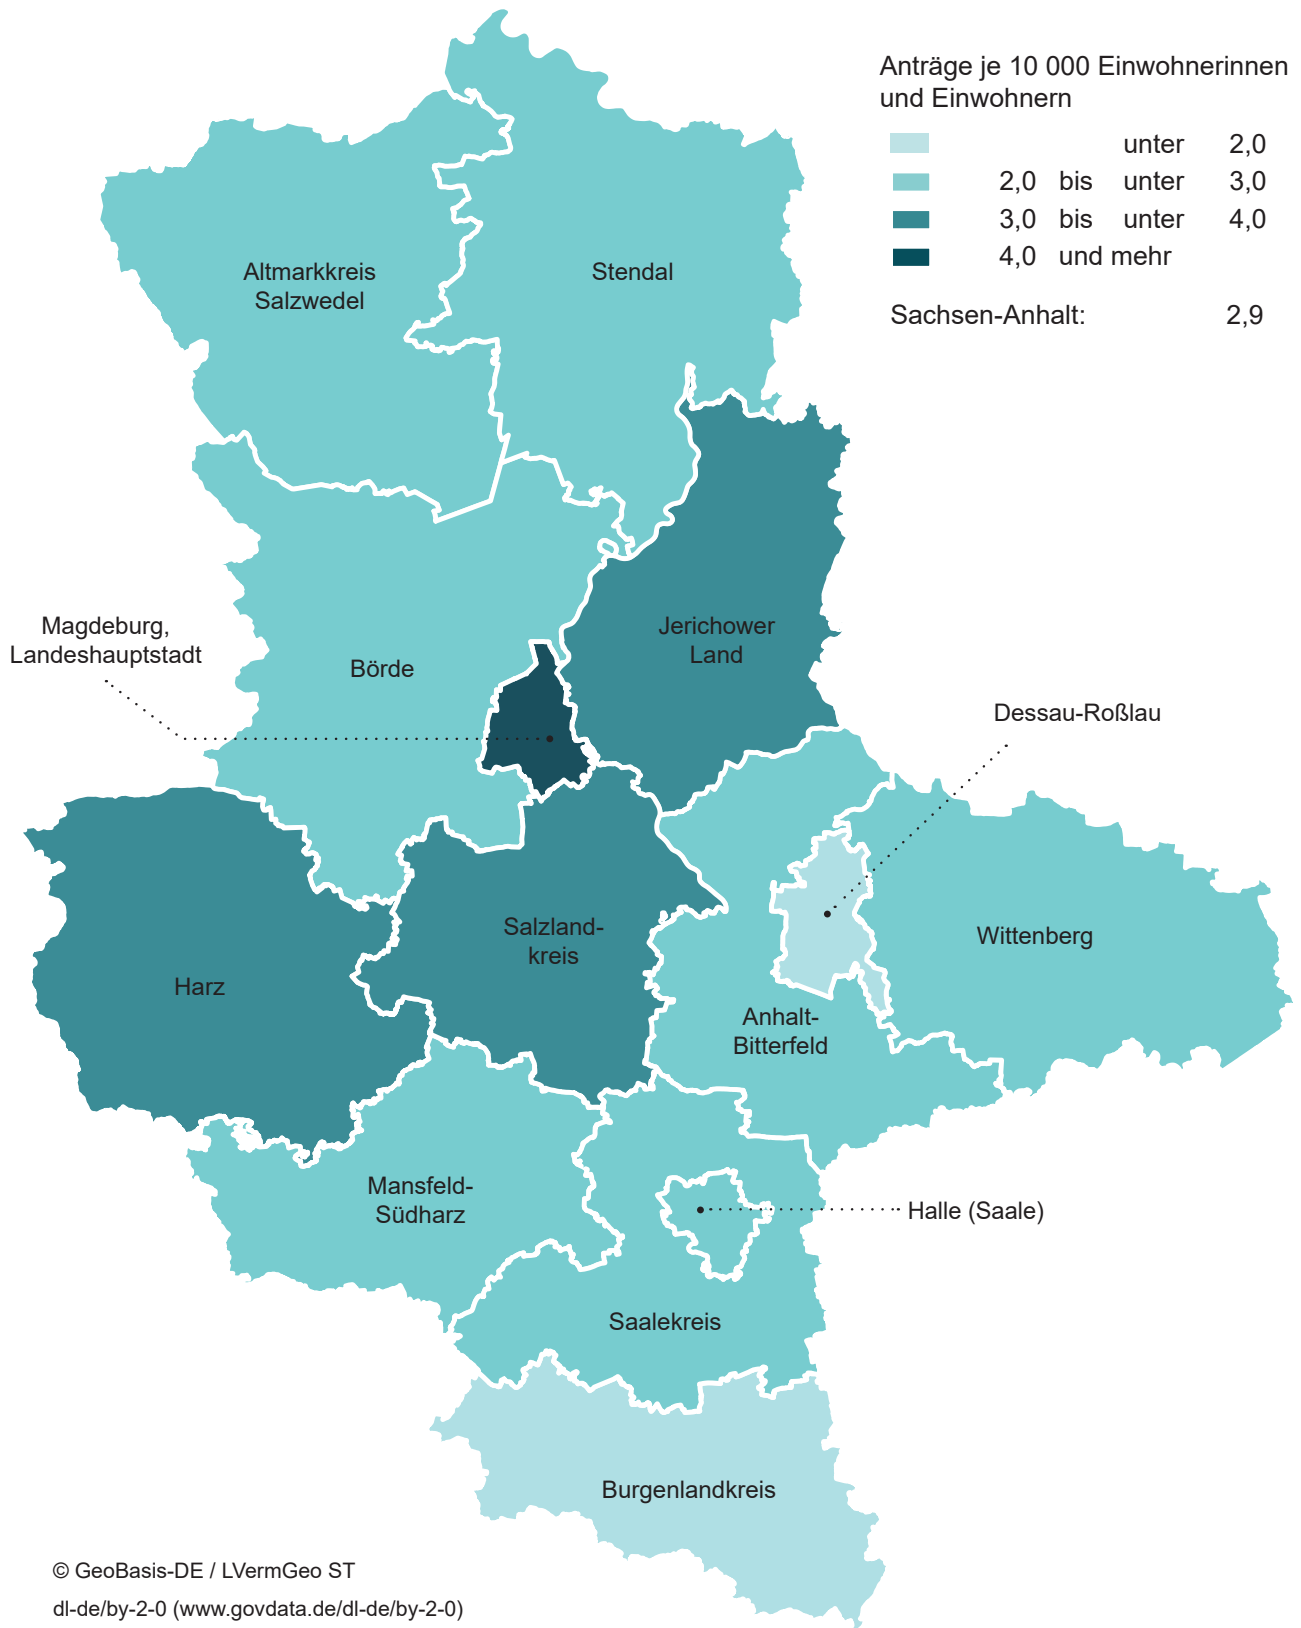 Anträge je 10 000 Einwohnerinnen
und Einwohnern
unter 2,0
2,0 bis unter 3,0
3,0 bis unter 4,0
4,0 und mehr
Sachsen-Anhalt: 2,9
Altmarkkreis
Salzwedel
Stendal
Magdeburg,
Landeshauptstadt
Börde
Jerichower
Land
Dessau-Roßlau
Harz
Salzland-
kreis
Wittenberg
Anhalt-
Bitterfeld
Mansfeld-
Südharz
Halle (Saale)
Saalekreis
Burgenlandkreis
© GeoBasis-DE / LVermGeo ST
dl-de/by-2-0 (www.govdata.de/dl-de/by-2-0)